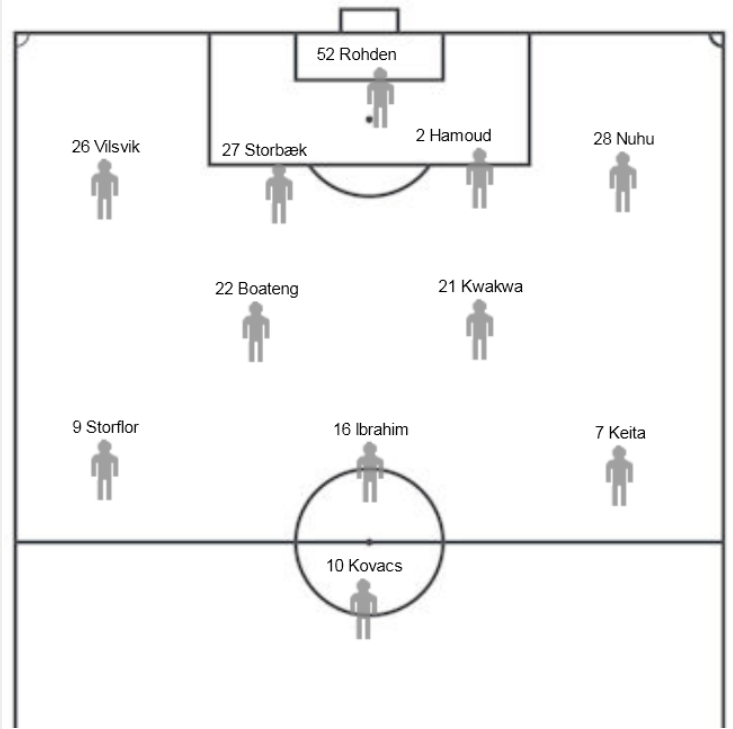 52 Rohden
26 Vilsvik
27 Storbæk
2 Hamoud
28 Nuhu
22 Boateng
21 Kwakwa
9 Storflor
16 Ibrahim
7 Keita
10 Kovacs